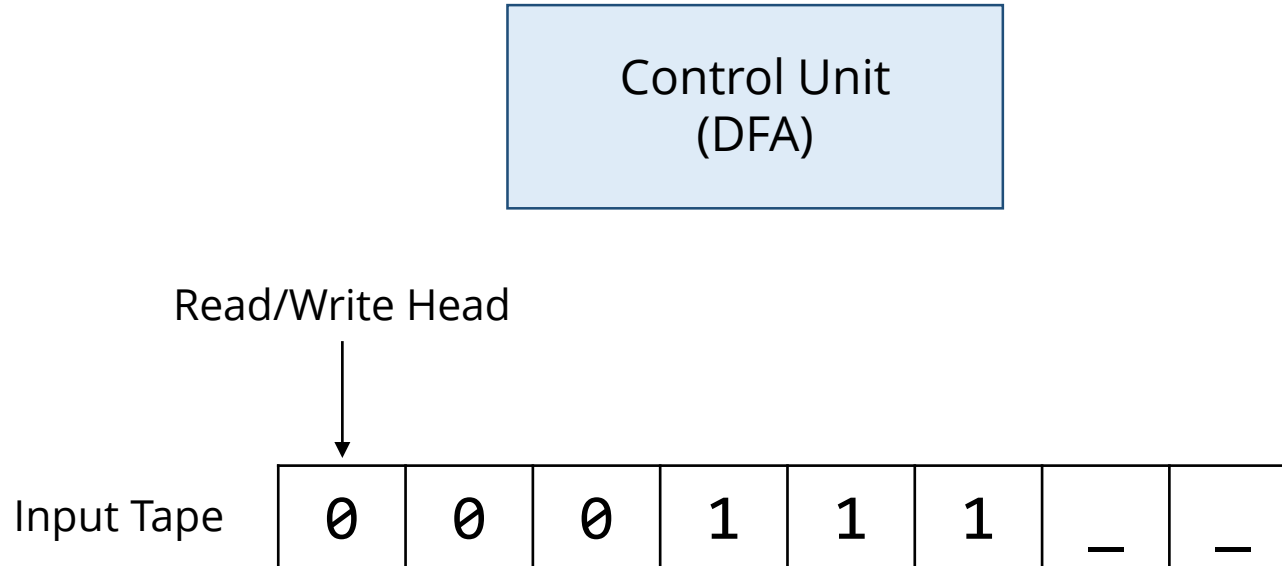 Control Unit
(DFA)
Read/Write Head
Input Tape 0 0 0 1 1 1 _ _